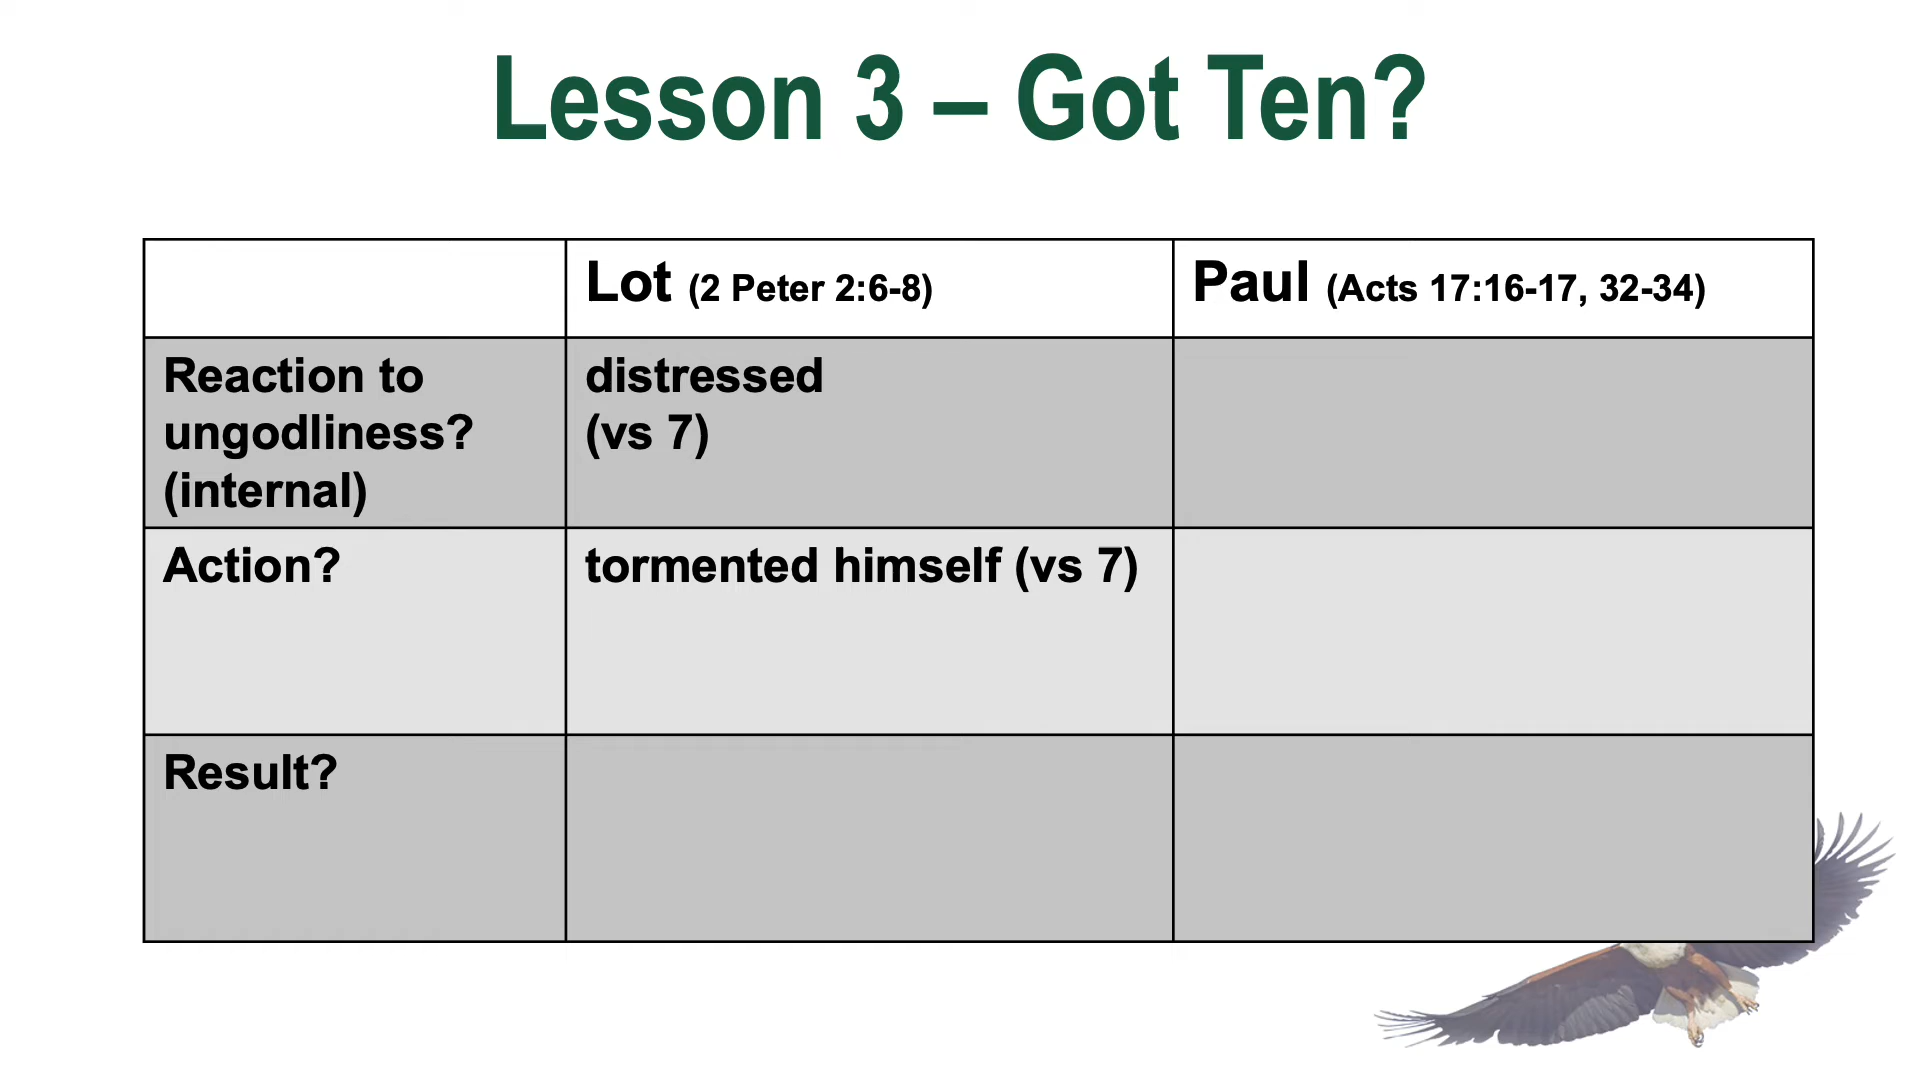 Lesson 3 – Got Ten?
Lot (2 Peter 2:6-8)
Paul (Acts 17:16-17, 32-34)
Reaction to
ungodliness?
(internal)
distressed
(vs 7)
Action?
tormented himself (vs 7)
Result?